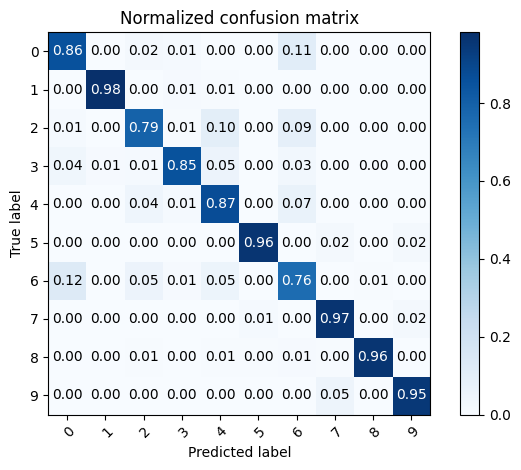 Normalized confusion matrix
0 0.86 0.00 0.02 0.01 0.00 0.00 0.11 0.00 0.00 0.00
1 0.00 0.98 0.00 0.01 0.01 0.00 0.00 0.00 0.00 0.00
2 0.01 0.00 0.79 0.01 0.10 0.00 0.09 0.00 0.00 0.00
3 0.04 0.01 0.01 0.85 0.05 0.00 0.03 0.00 0.00 0.00
4 0.00 0.00 0.04 0.01 0.87 0.00 0.07 0.00 0.00 0.00
5 0.00 0.00 0.00 0.00 0.00 0.96 0.00 0.02 0.00 0.02
6 0.12 0.00 0.05 0.01 0.05 0.00 0.76 0.00 0.01 0.00
7 0.00 0.00 0.00 0.00 0.00 0.01 0.00 0.97 0.00 0.02
8 0.00 0.00 0.01 0.00 0.01 0.00 0.01 0.00 0.96 0.00
9 0.00 0.00 0.00 0.00 0.00 0.00 0.00 0.05 0.00 0.95
0 1 2 3 4 5 6 7 8 9
Predicted label
True label
0.8
0.6
0.4
0.2
0.0